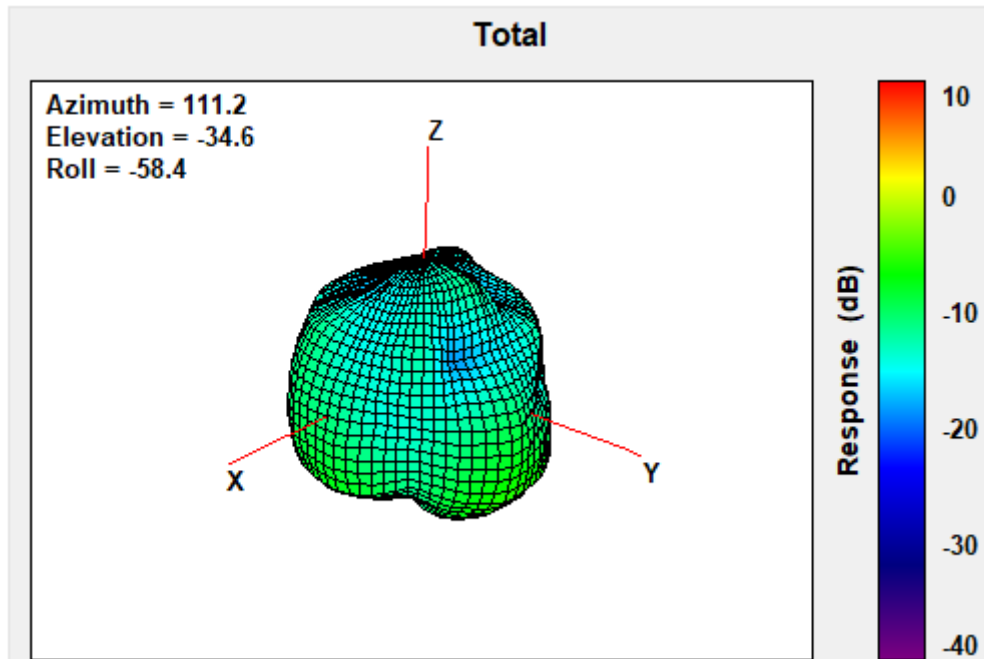 Total
Azimuth = 111.2
Elevation = -34.6
Roll = -58.4
Z
X
Y
10
0
-10
-20
-30
-40
Response (dB)